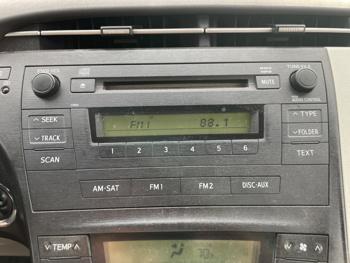 MUTE
SEEK
TRACK
SCAN
FM1 88.1
1 2 3 4 5 6
TYPE
FOLDER
TEXT
AM·SAT FM1 FM2 DISC·AUX
TEMP